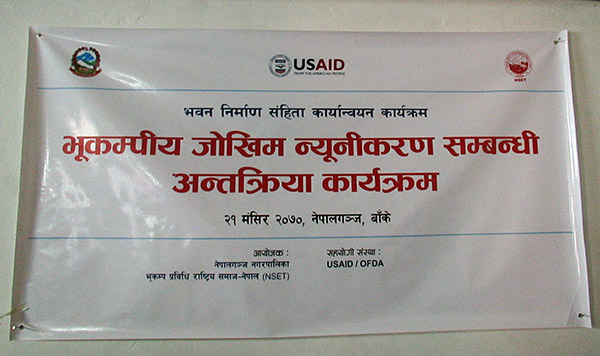 USAID
FROM THE AMERICAN PEOPLE
NSET
भवन निर्माण संहिता कार्यान्वयन कार्यक्रम
भूकम्पीय जोखिम न्यूनीकरण सम्बन्धी
अन्तक्रिया कार्यक्रम
२१ मंसिर २०७०, नेपालगञ्ज, बाँके
आयोजक :
नेपालगञ्ज नगरपालिका
भूकम्प प्रविधि राष्ट्रिय समाज-नेपाल (NSET)
सहयोगी संस्था :
USAID / OFDA